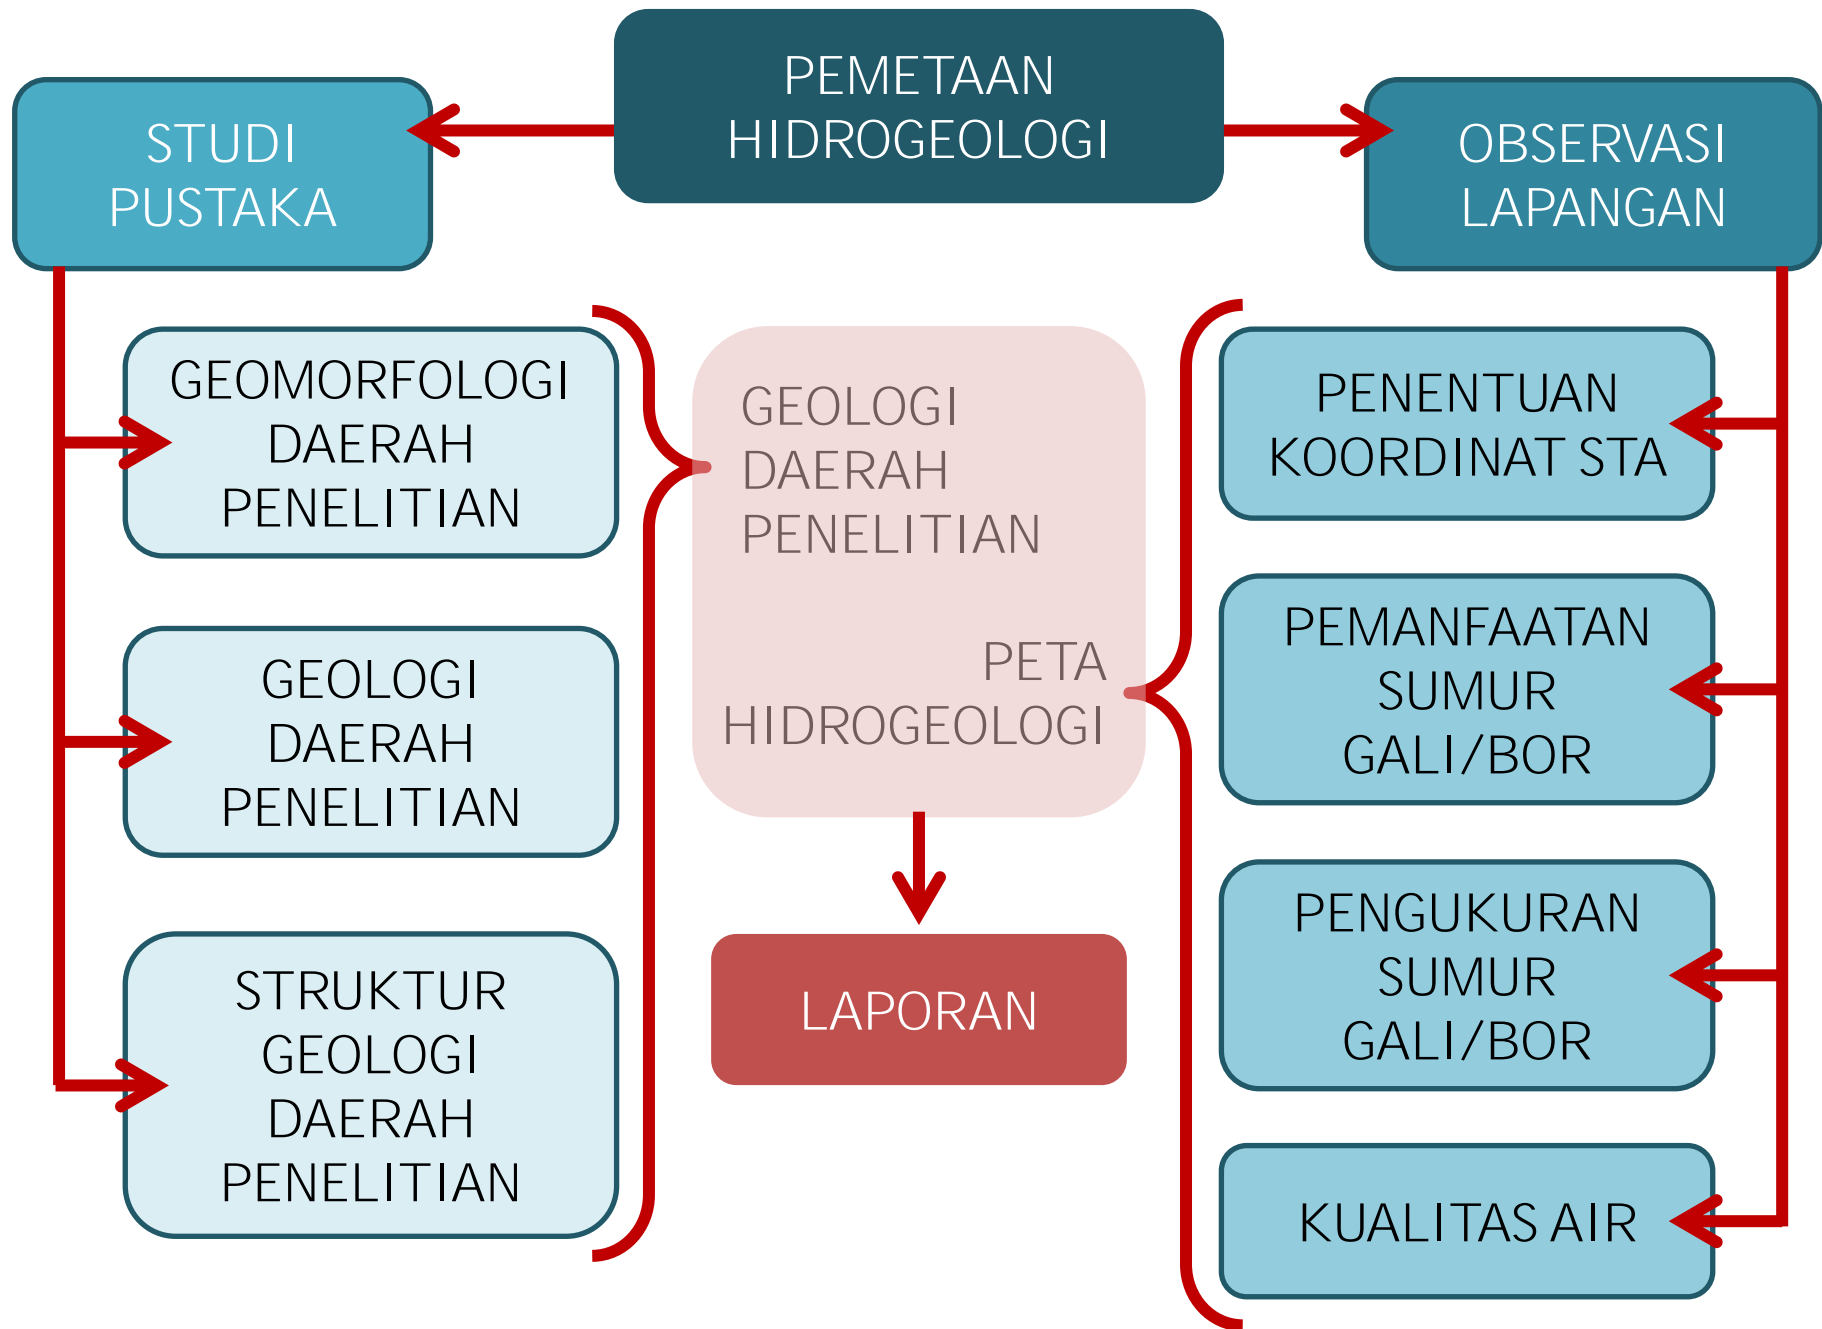 PEMETAAN
HIDROGEOLOGI
STUDI
PUSTAKA
OBSERVASI
LAPANGAN
GEOMORFOLOGI
DAERAH
PENELITIAN
GEOLOGI
DAERAH
PENELITIAN
STRUKTUR
GEOLOGI
DAERAH
PENELITIAN
GEOLOGI
DAERAH
PENELITIAN
PETA
HIDROGEOLOGI
LAPORAN
PENENTUAN
KOORDINAT STA
PEMANFAATAN
SUMUR
GALI/BOR
PENGUKURAN
SUMUR
GALI/BOR
KUALITAS AIR